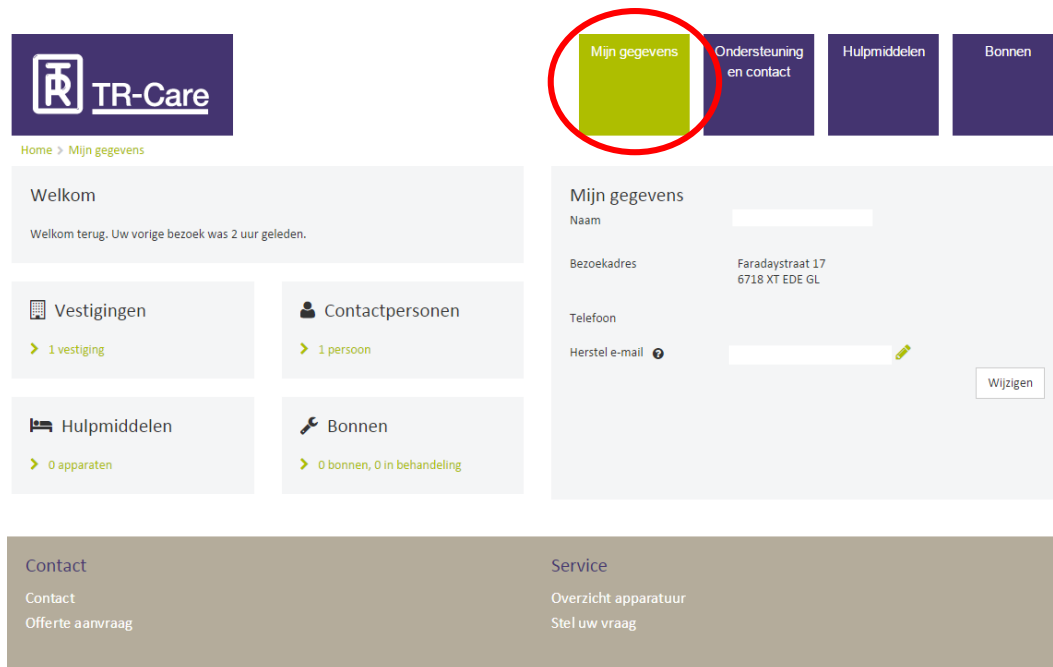 TR TR-Care
Mijn gegevens
Ondersteuning
en contact
Hulpmiddelen
Bonnen
Home > Mijn gegevens
Welkom
Welkom terug. Uw vorige bezoek was 2 uur geleden.
Vestigingen
1 vestiging
Contactpersonen
1 persoon
Hulpmiddelen
0 apparaten
Bonnen
0 bonnen, 0 in behandeling
Mijn gegevens
Naam
Bezoekadres
Faradaystraat 17
6718 XT EDE GL
Telefoon
Herstel e-mail ?
Wijzigen
Contact
Contact
Offerte aanvraag
Service
Overzicht apparatuur
Stel uw vraag